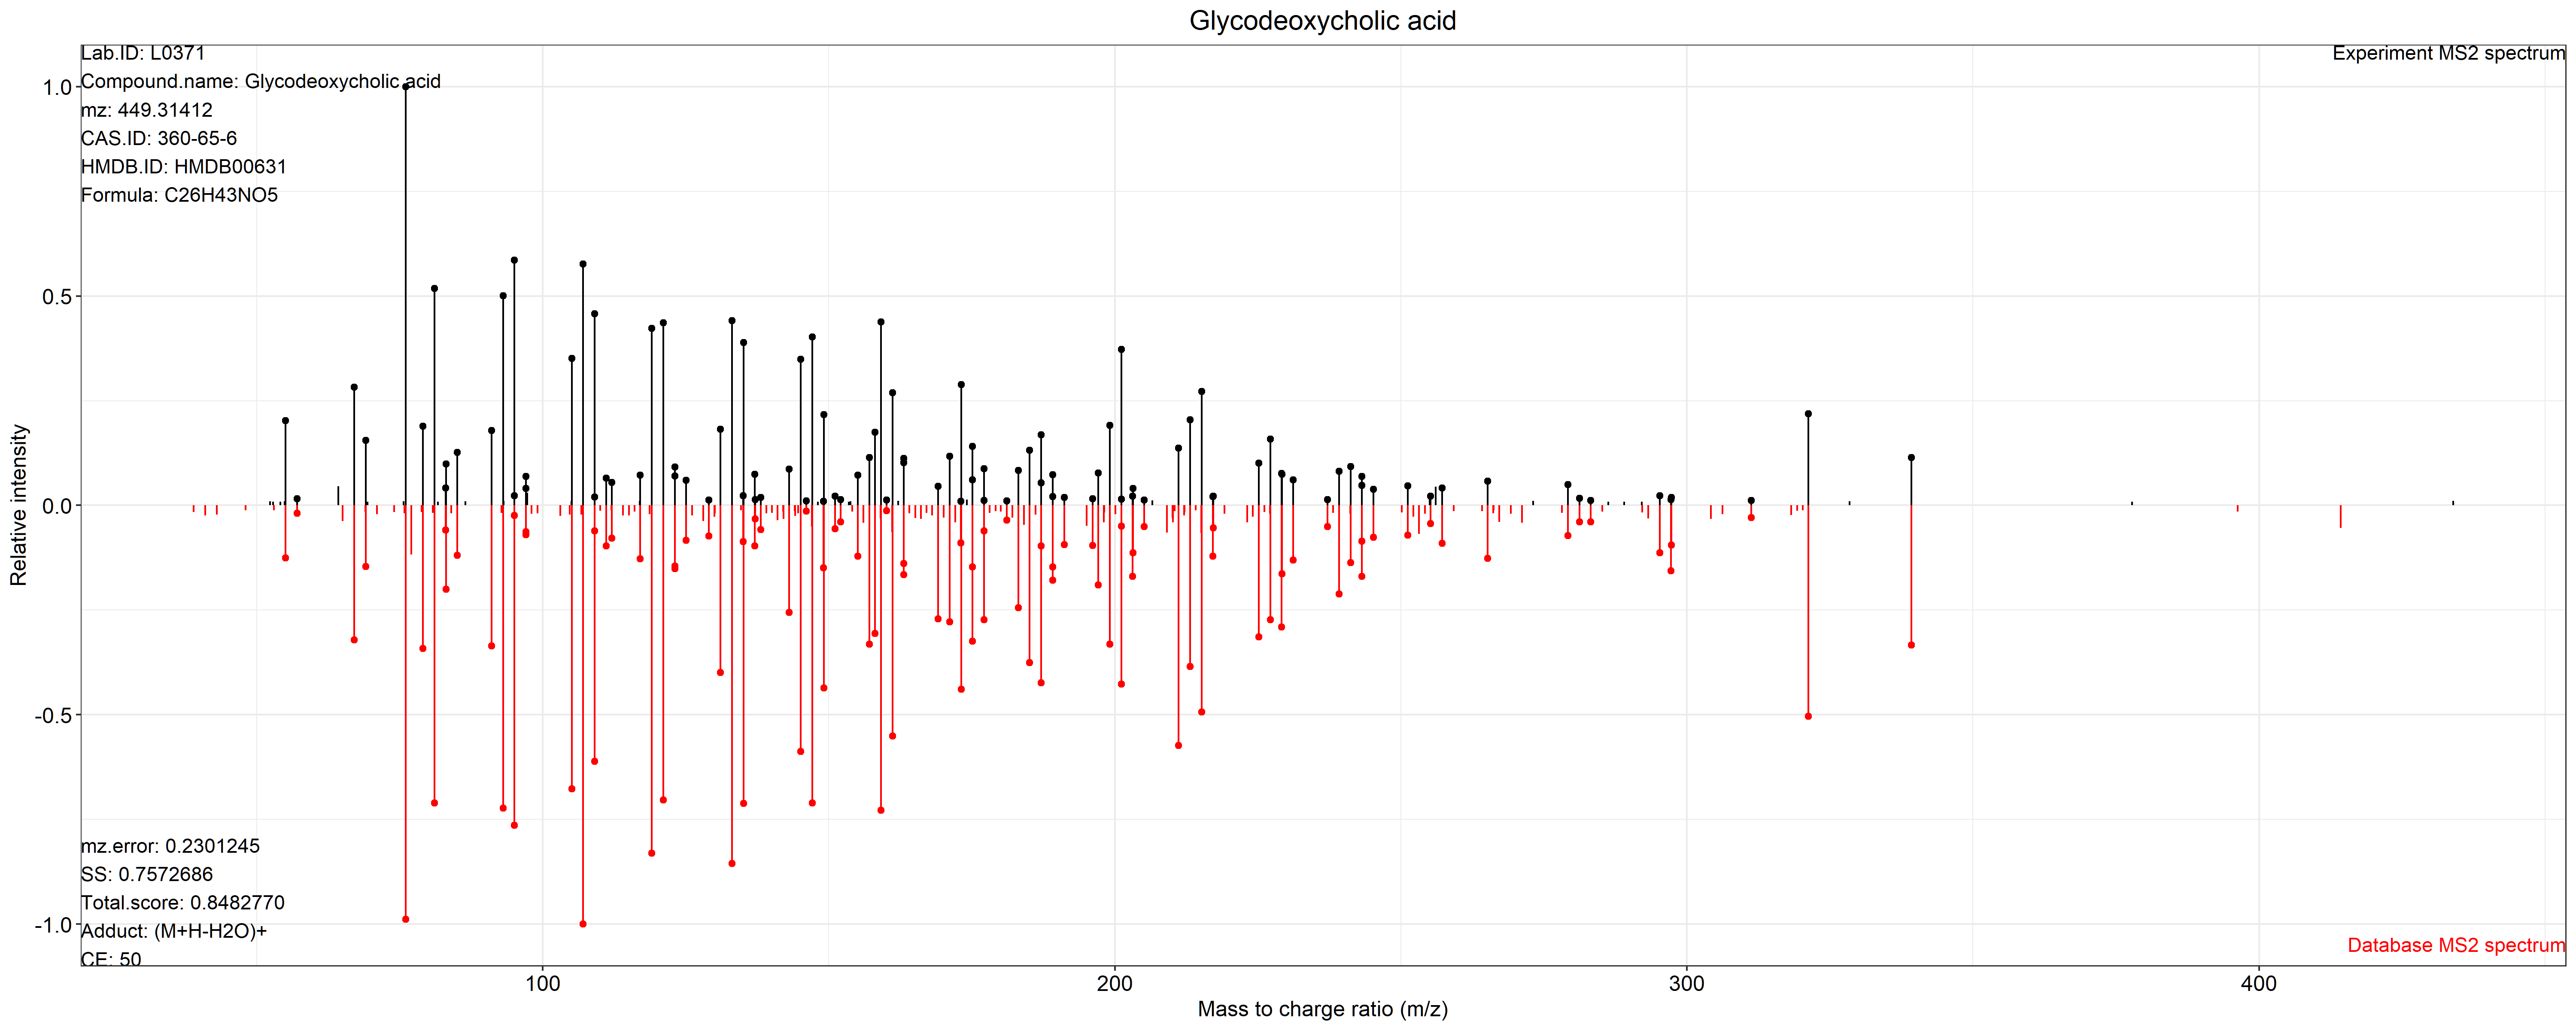 Glycodeoxycholic acid
Lab.ID: L0371
Experiment MS2 spectrum
Compound.name: Glycodeoxycholic acid
mz: 449.31412
CAS.ID: 360-65-6
HMDB.ID: HMDB00631
Formula: C26H43NO5
1.0
0.5
0.0
-0.5
-1.0
Relative intensity
mz.error: 0.2301245
SS: 0.7572686
Total.score: 0.8482770
Adduct: (M+H-H2O)+
CE: 50
Database MS2 spectrum
100 200 300 400
Mass to charge ratio (m/z)